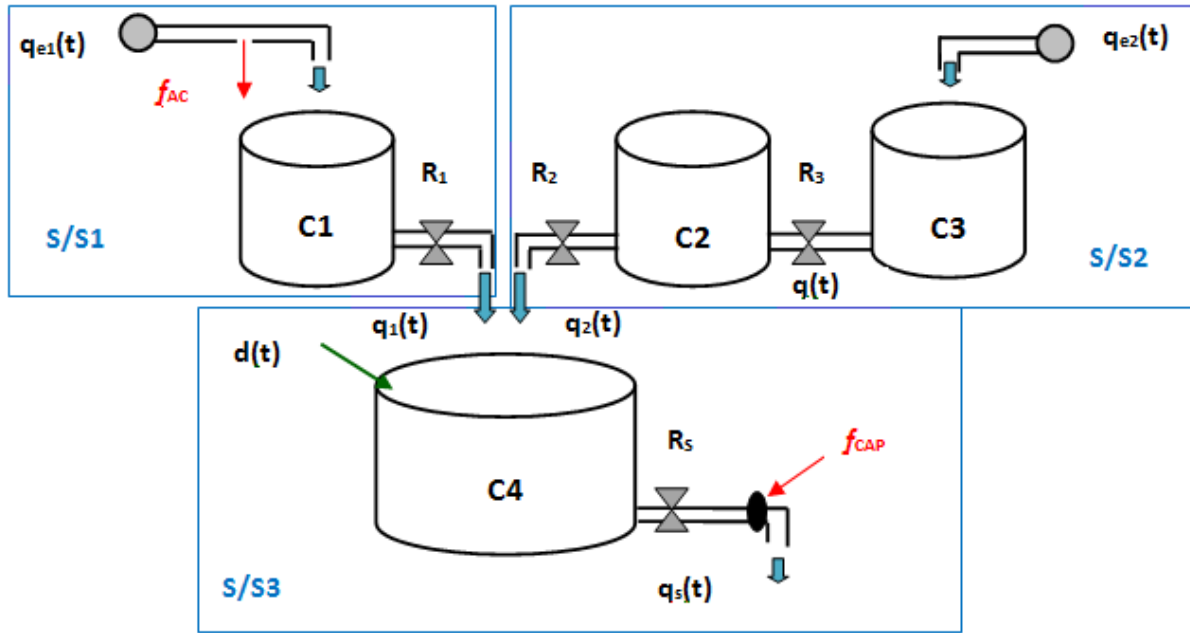 qe1(t)
fAC
C1
R1
S/S1
qe2(t)
R2
R3
C2
C3
S/S2
q(t)
q1(t)
q2(t)
d(t)
C4
RS
fCAP
S/S3
qs(t)